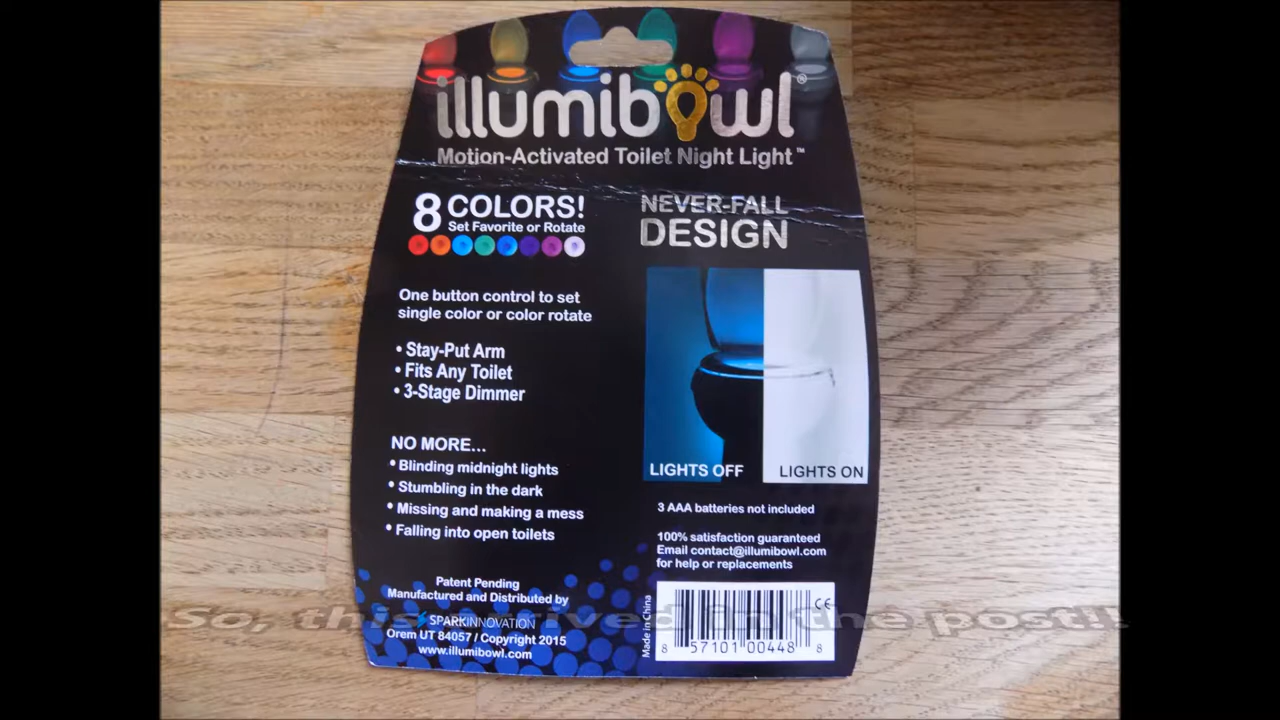 illumibowl®
Motion-Activated Toilet Night Light™
8 COLORS!
Set Favorite or Rotate
NEVER-FALL
DESIGN
One button control to set
single color or color rotate
• Stay-Put Arm
• Fits Any Toilet
• 3-Stage Dimmer
NO MORE...
• Blinding midnight lights
• Stumbling in the dark
• Missing and making a mess
• Falling into open toilets
LIGHTS OFF
LIGHTS ON
3 AAA batteries not included
100% satisfaction guaranteed
Email contact@illumibowl.com
for help or replacements
Patent Pending
Manufactured and Distributed by
SPARKINNOVATION
Orem UT 84057 / Copyright 2015
www.illumibowl.com
Made in China
CE
8 57101 00448 8
So, this arrived in the post!!